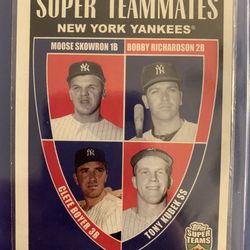 SUPER TEAMMATES
NEW YORK YANKEES®
MOOSE SKOWRON 1B
BOBBY RICHARDSON 2B
CLETE BOYER 3B
TONY KUBEK SS
TOPPS
SUPER
TEAMS